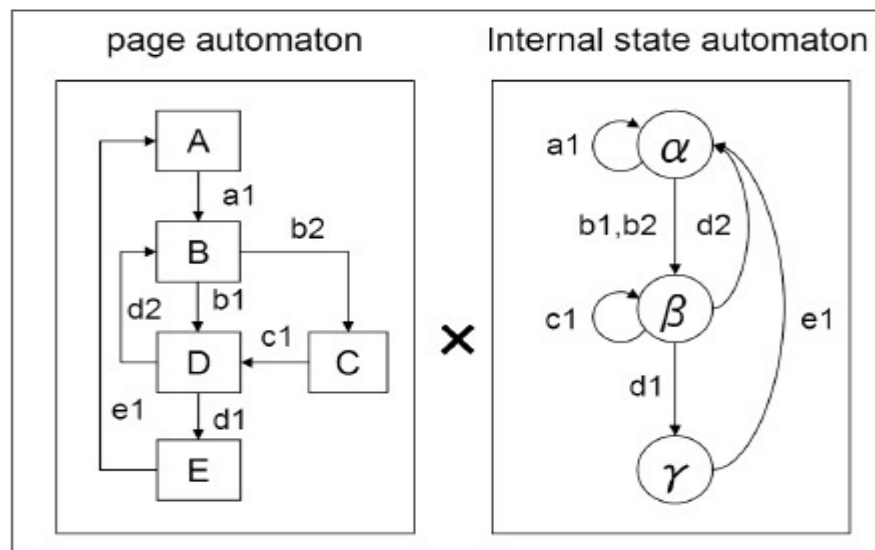 page automaton
Internal state automaton
A
a1
B
b2
d2
b1
D
c1
C
e1
d1
E
×
a1
α
b1,b2
d2
c1
β
e1
d1
γ